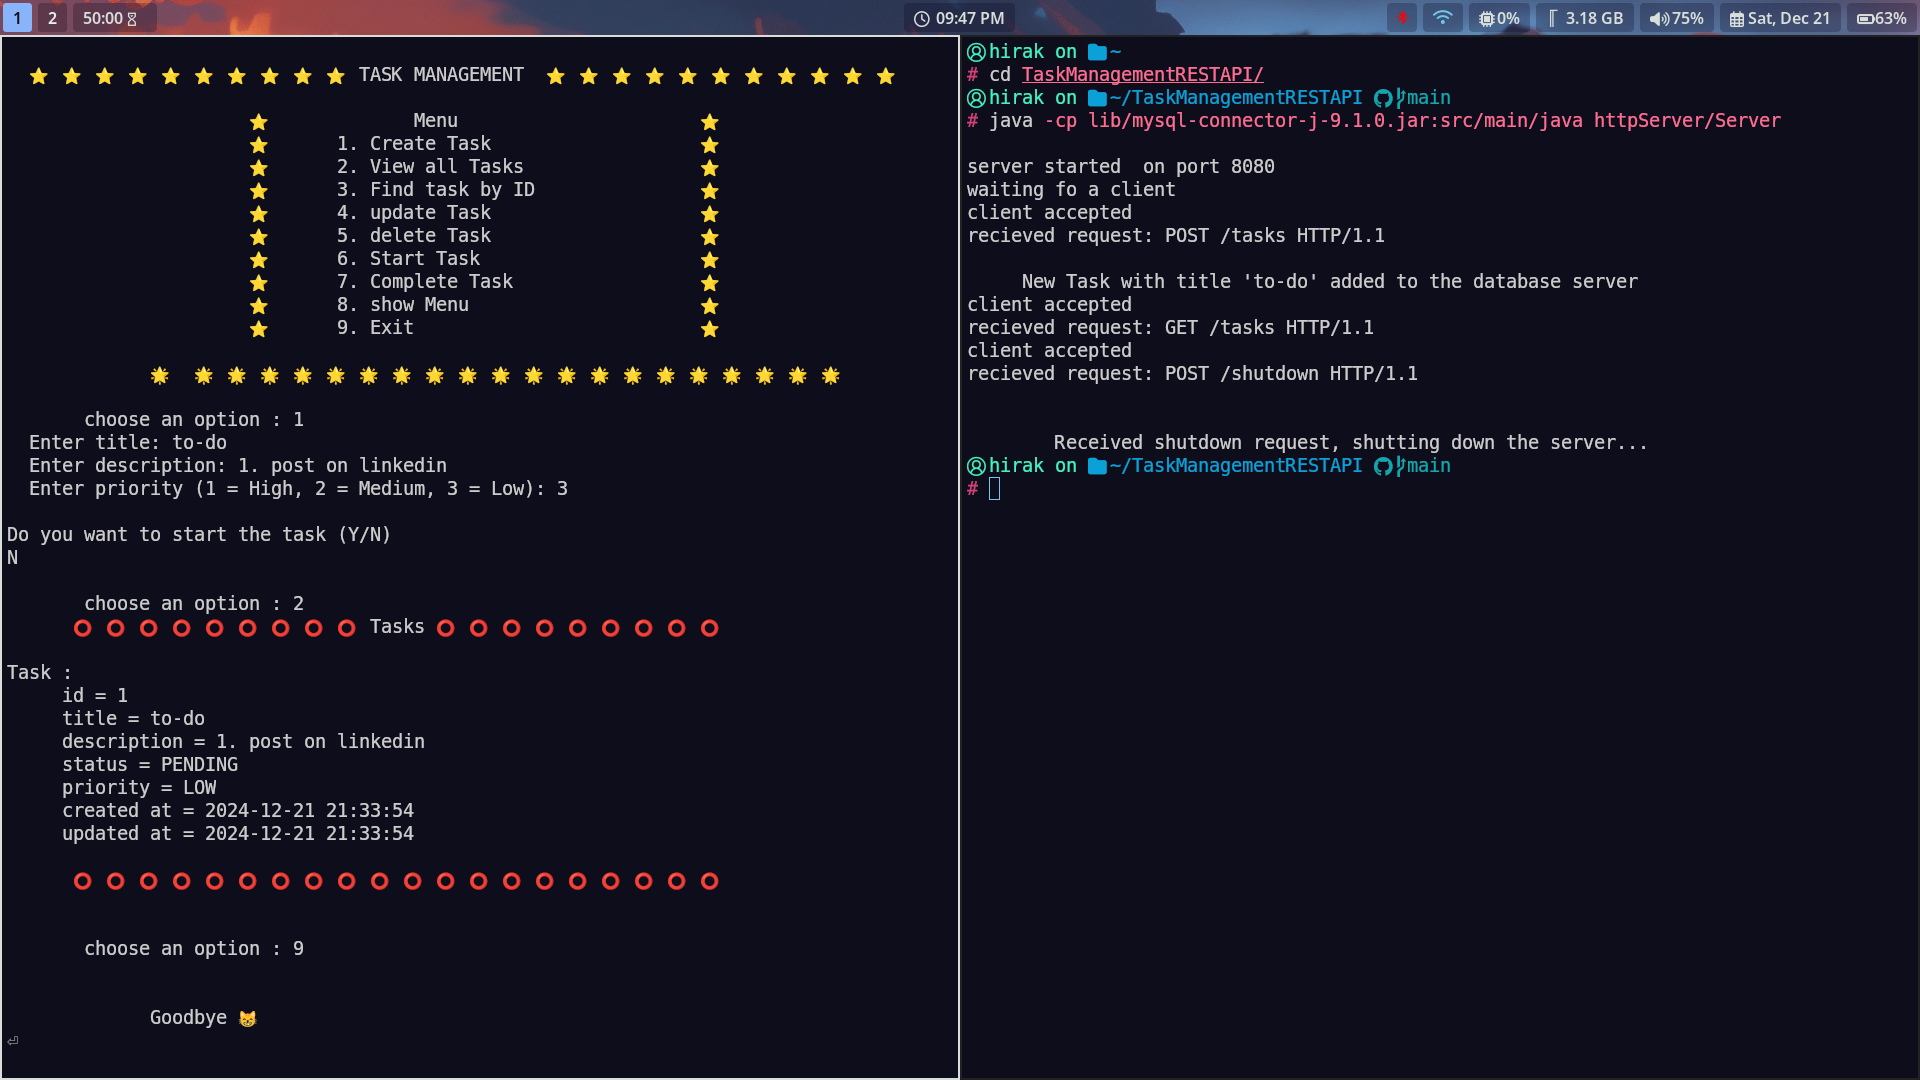 1 2 50:00 09:47 PM 0% 3.18 GB 75% Sat, Dec 21 63%
TASK MANAGEMENT
Menu
1. Create Task
2. View all Tasks
3. Find task by ID
4. update Task
5. delete Task
6. Start Task
7. Complete Task
8. show Menu
9. Exit
choose an option : 1
Enter title: to-do
Enter description: 1. post on linkedin
Enter priority (1 = High, 2 = Medium, 3 = Low): 3
Do you want to start the task (Y/N)
N
choose an option : 2
Tasks
Task :
id = 1
title = to-do
description = 1. post on linkedin
status = PENDING
priority = LOW
created at = 2024-12-21 21:33:54
updated at = 2024-12-21 21:33:54
choose an option : 9
Goodbye 😸
⏎
hirak on ~
# cd TaskManagementRESTAPI/
hirak on ~/TaskManagementRESTAPI main
# java -cp lib/mysql-connector-j-9.1.0.jar:src/main/java httpServer/Server
server started  on port 8080
waiting fo a client
client accepted
recieved request: POST /tasks HTTP/1.1
New Task with title 'to-do' added to the database server
client accepted
recieved request: GET /tasks HTTP/1.1
client accepted
recieved request: POST /shutdown HTTP/1.1
Received shutdown request, shutting down the server...
hirak on ~/TaskManagementRESTAPI main
#